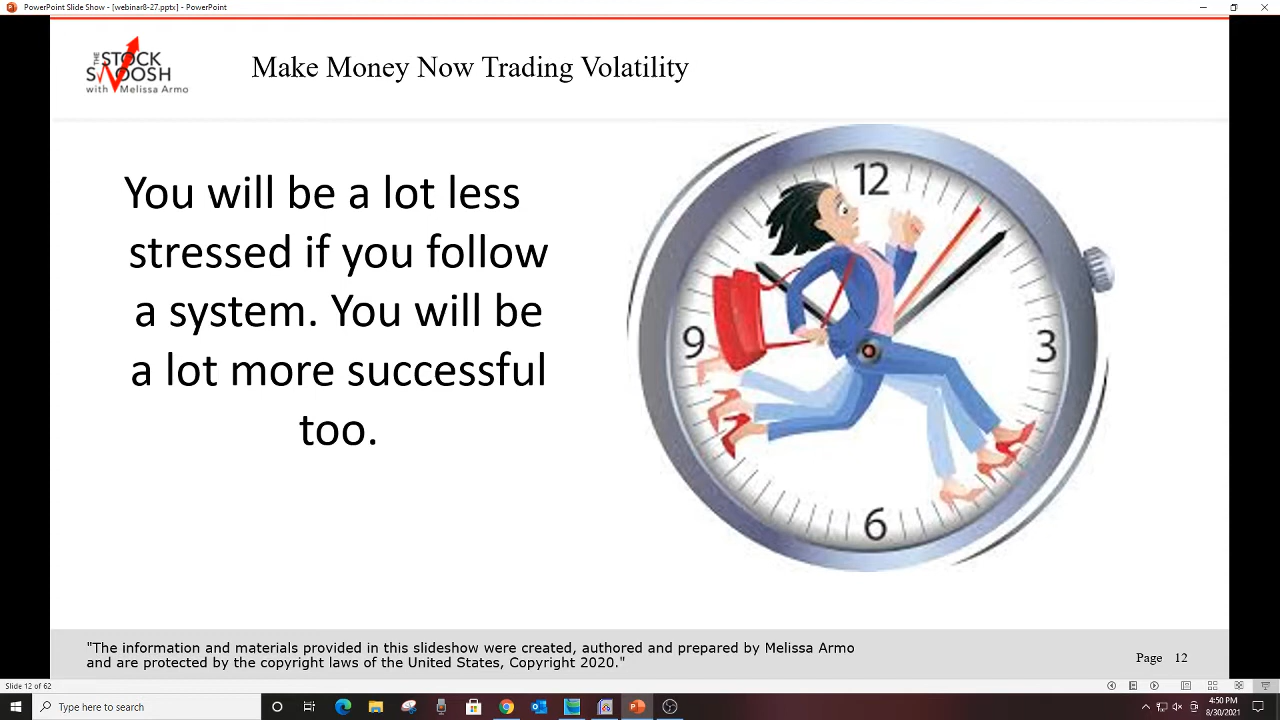 PowerPoint Slide Show - [webinar8-27.pptx] - PowerPoint
THE
STOCK
SWOOSH
with Melissa Armo
Make Money Now Trading Volatility
You will be a lot less
stressed if you follow
a system. You will be
a lot more successful
too.
12
9
3
6
"The information and materials provided in this slideshow were created, authored and prepared by Melissa Armo
and are protected by the copyright laws of the United States, Copyright 2020."
Page 12
Slide 12 of 62
Type here to search
4:50 PM
8/30/2021